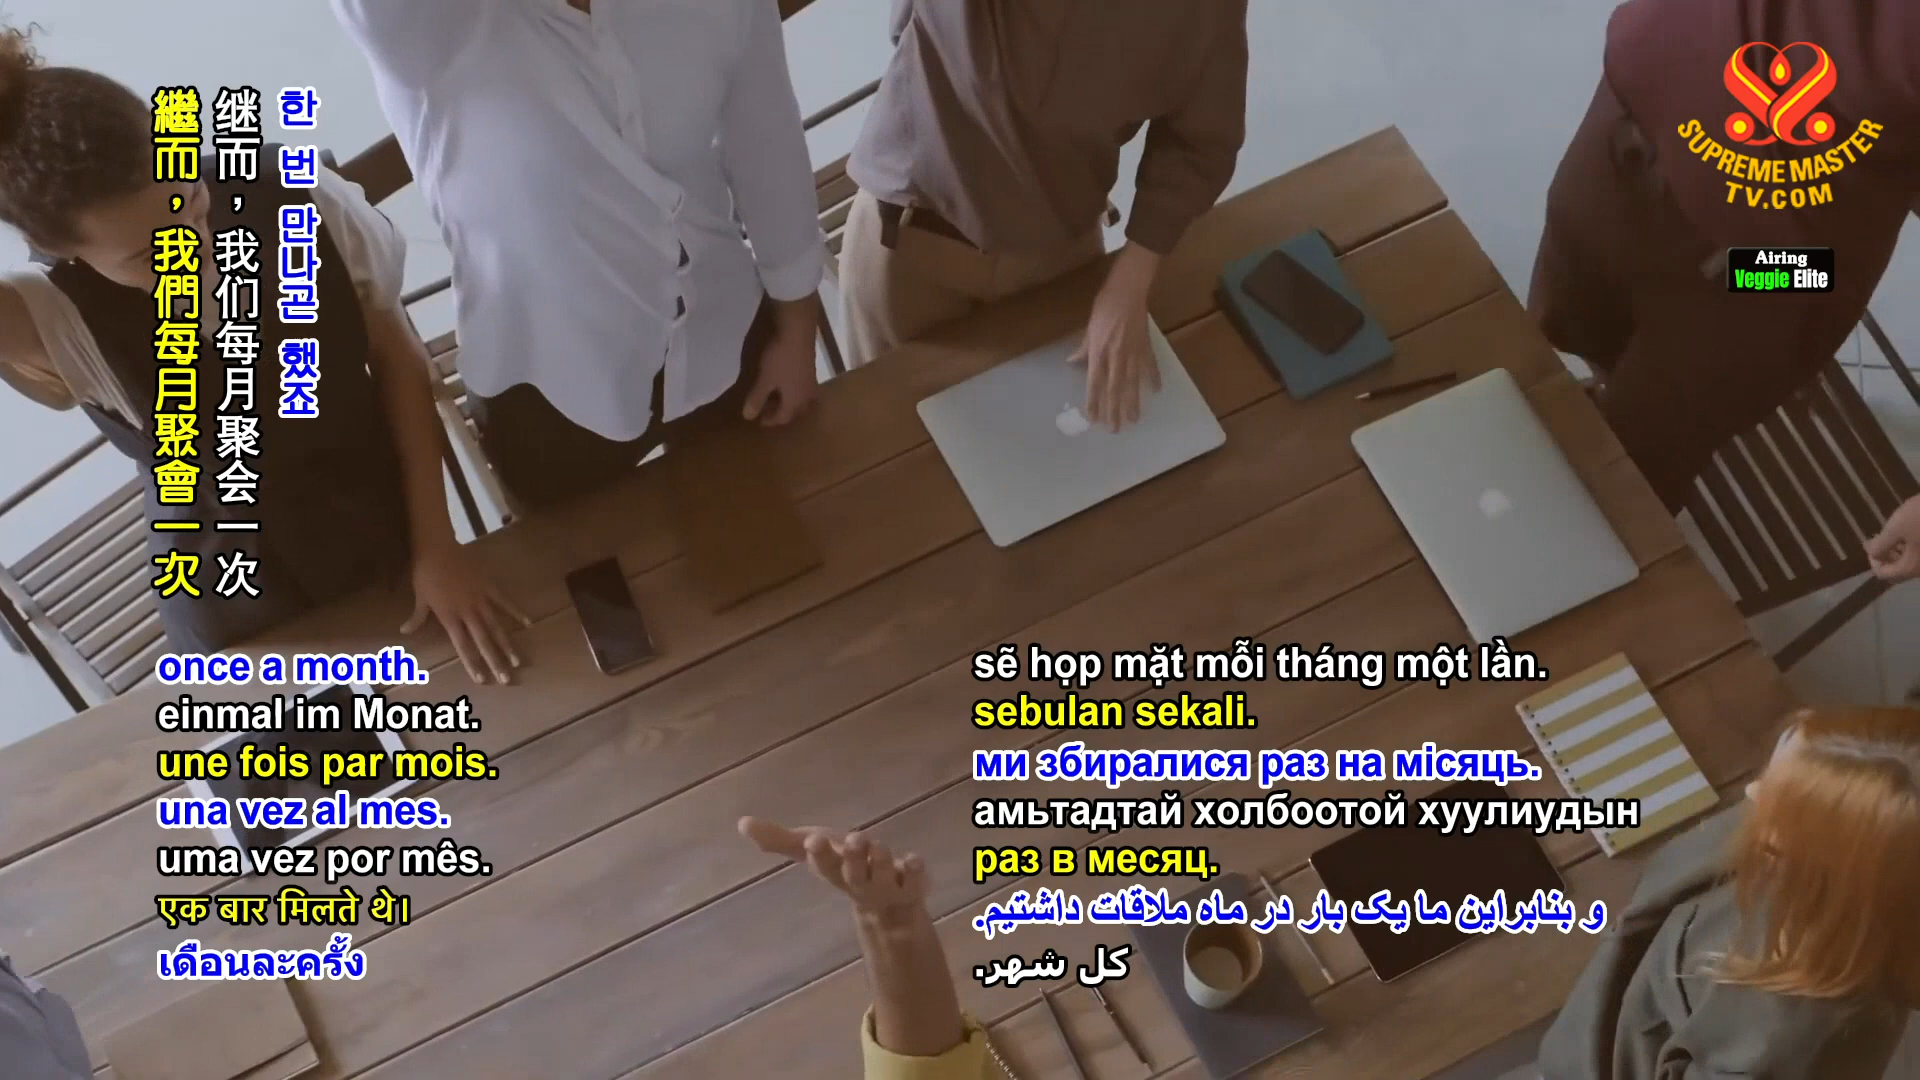 繼而，我們每月聚會一次
继而，我们每月聚会一次
한 번 만나곤 했죠
SUPREME MASTER
TV.COM
Airing
Veggie Elite
once a month.
einmal im Monat.
une fois par mois.
una vez al mes.
uma vez por mês.
एक बार मिलते थे।
เดือนละครั้ง
sẽ họp mặt mỗi tháng một lần.
sebulan sekali.
ми збиралися раз на місяць.
амьтадтай холбоотой хуулиудын
раз в месяц.
و بنابراین ما یک بار در ماه ملاقات داشتیم.
كل شهر.